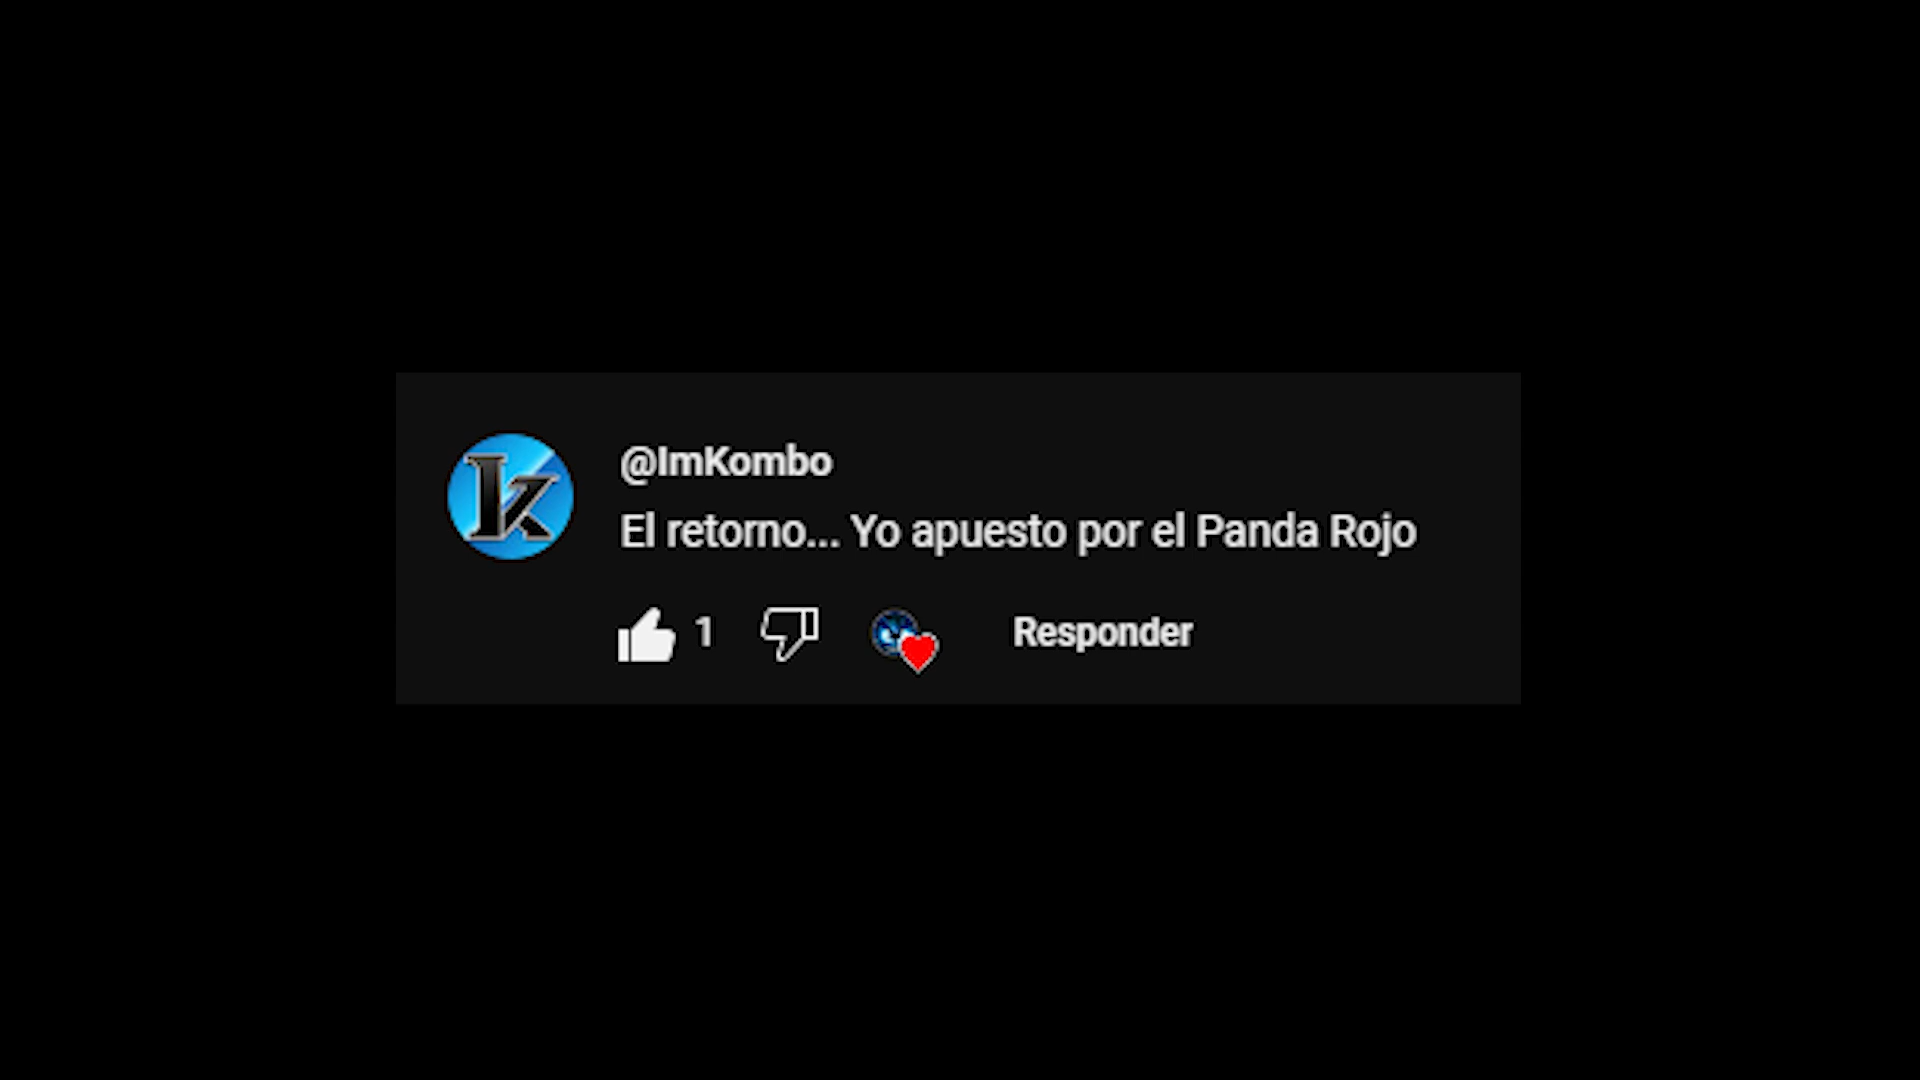 k
@ImKombo
El retorno... Yo apuesto por el Panda Rojo
1
Responder